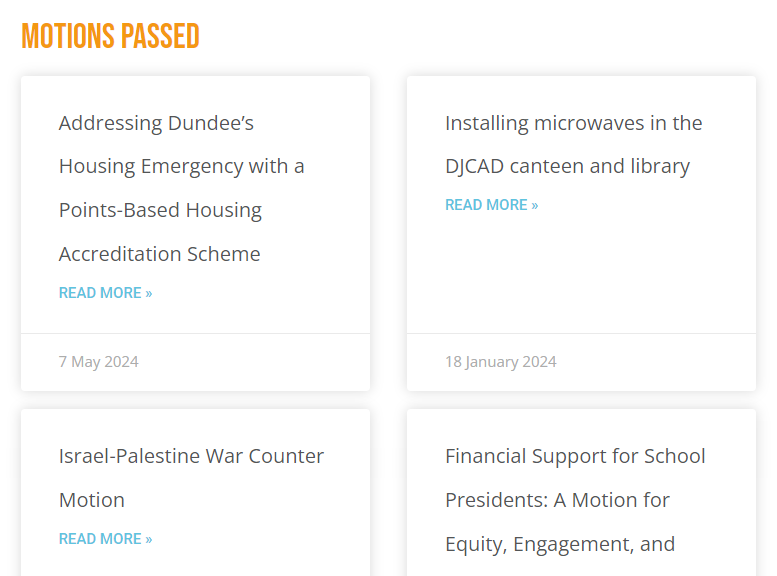 MOTIONS PASSED
Addressing Dundee’s
Housing Emergency with a
Points-Based Housing
Accreditation Scheme
READ MORE »
7 May 2024
Installing microwaves in the
DJCAD canteen and library
READ MORE »
18 January 2024
Israel-Palestine War Counter
Motion
READ MORE »
Financial Support for School
Presidents: A Motion for
Equity, Engagement, and